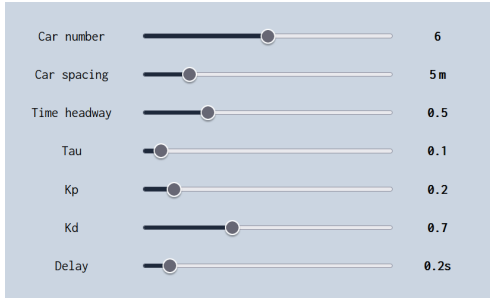 Car number 6
Car spacing 5m
Time headway 0.5
Tau 0.1
Kp 0.2
Kd 0.7
Delay 0.2s